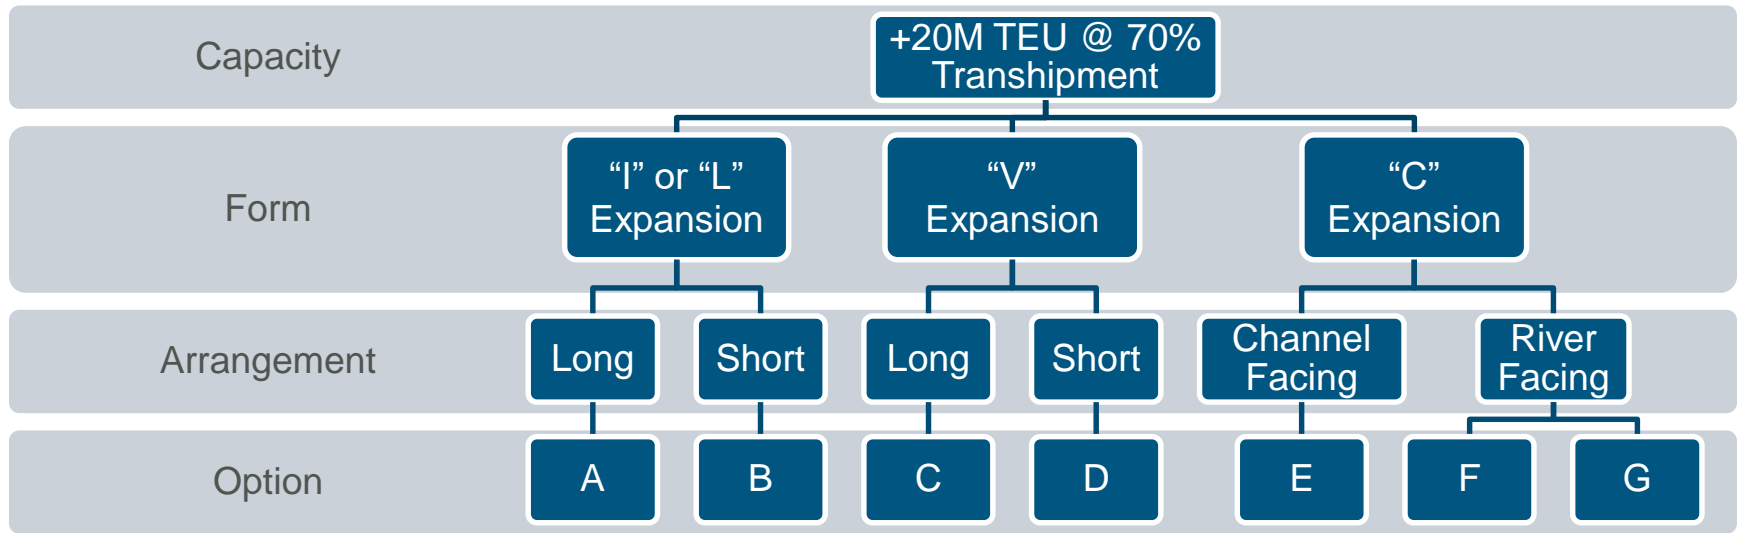 Capacity
+20M TEU @ 70%
Transhipment
Form
“I” or “L”
Expansion
“V”
Expansion
“C”
Expansion
Arrangement
Long
Short
Long
Short
Channel
Facing
River
Facing
Option
A
B
C
D
E
F
G